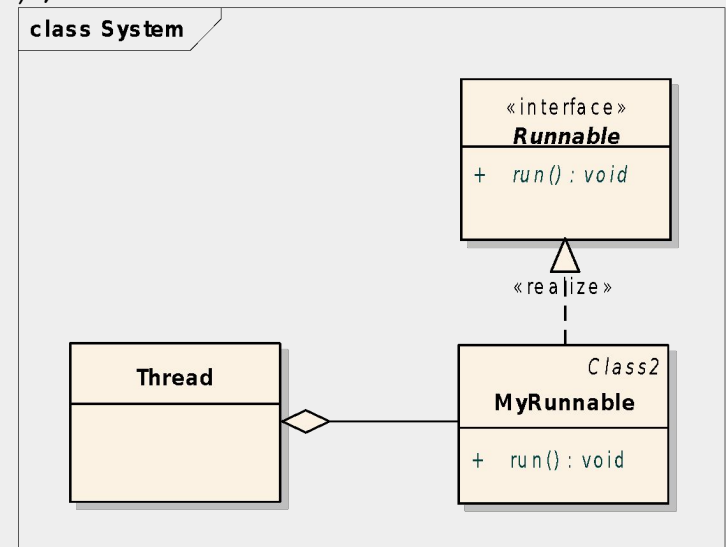 class System
«interface»
Runnable
+ run() : void
«realize»
Thread
Class2
MyRunnable
+ run() : void